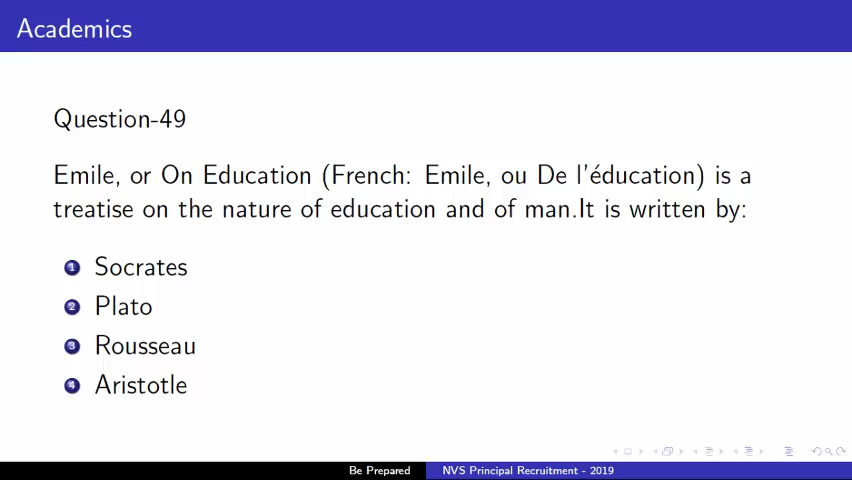 Academics
Question-49
Emile, or On Education (French: Emile, ou De l'éducation) is a
treatise on the nature of education and of man.It is written by:
1 Socrates
2 Plato
3 Rousseau
4 Aristotle
Be Prepared NVS Principal Recruitment - 2019